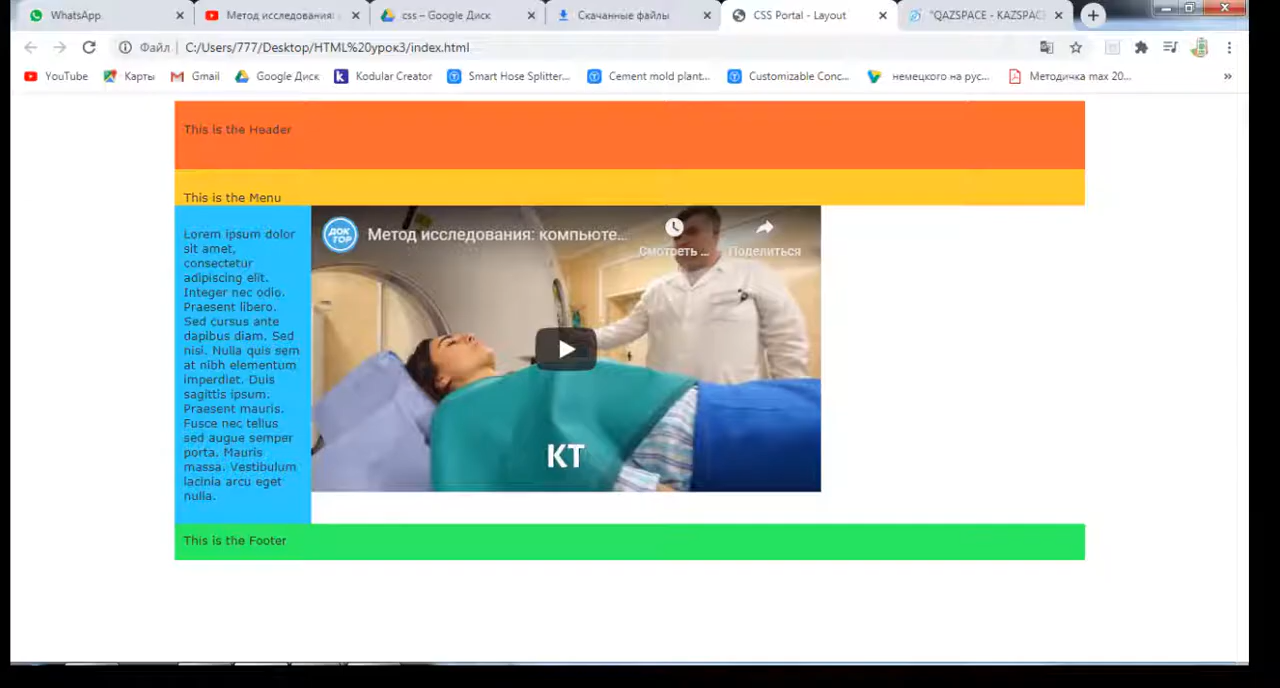 WhatsApp
Метод исследования:
css – Google Диск
Скачанные файлы
CSS Portal - Layout
"QAZSPACE - KAZSPAC
Файл
C:/Users/777/Desktop/HTML%20урок3/index.html
YouTube
Карты
Gmail
Google Диск
Kodular Creator
Smart Hose Splitter...
Cement mold plant...
Customizable Conc...
немецкого на рус...
Методичка max 20...
»
This is the Header
This is the Menu
Lorem ipsum dolor
sit amet,
consectetur
adipiscing elit.
Integer nec odio.
Praesent libero.
Sed cursus ante
dapibus diam. Sed
nisi. Nulla quis sem
at nibh elementum
imperdiet. Duis
sagittis ipsum.
Praesent mauris.
Fusce nec tellus
sed augue semper
porta. Mauris
massa. Vestibulum
lacinia arcu eget
nulla.
ДОК
ТОР
Метод исследования: компьюте...
Смотреть ...
Поделиться
КТ
This is the Footer